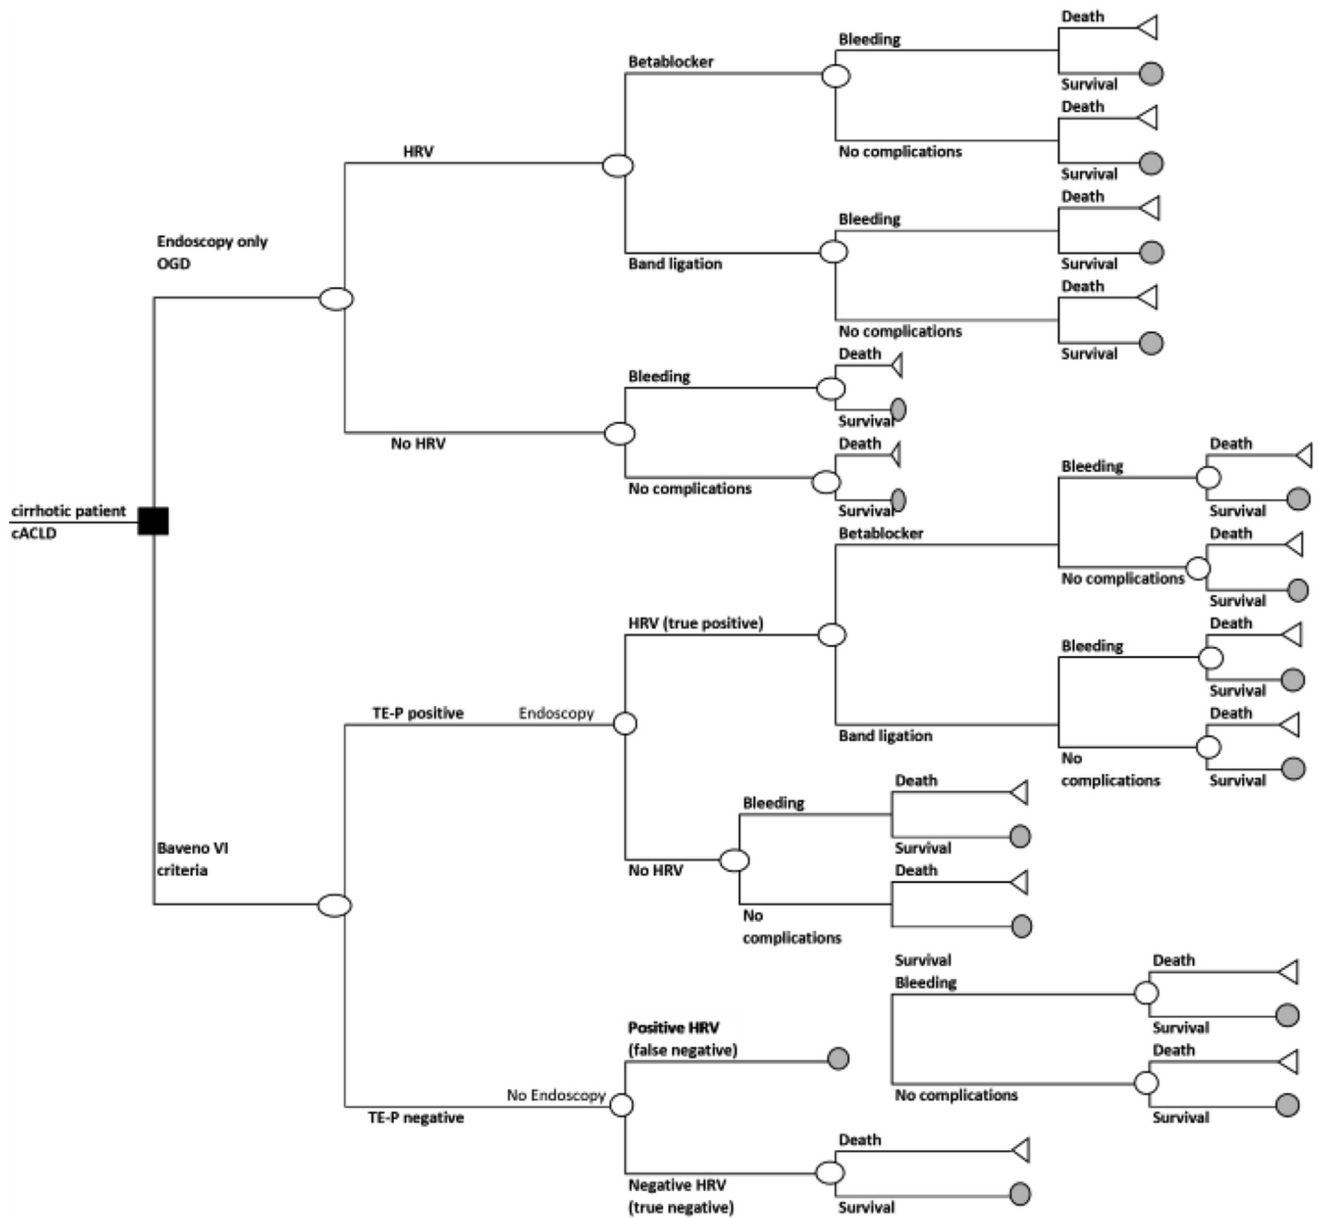 Death
Bleeding
Betablocker
Survival
Death
HRV
No complications
Survival
Death
Bleeding
Endoscopy only
OGD
Band ligation
Survival
Death
No complications
Survival
Death
Bleeding
Survival
No HRV
Death
No complications
Survival
cirrhotic patient
cACLD
Death
Bleeding
Survival
Betablocker
Death
No complications
Survival
HRV (true positive)
Death
Bleeding
Survival
TE-P positive
Endoscopy
Death
Band ligation
No
complications
Survival
Death
Bleeding
Survival
Baveno VI
criteria
No HRV
Death
No
complications
Survival
Bleeding
Death
Survival
Positive HRV
(false negative)
Death
No Endoscopy
No complications
TE-P negative
Survival
Death
Negative HRV
(true negative)
Survival